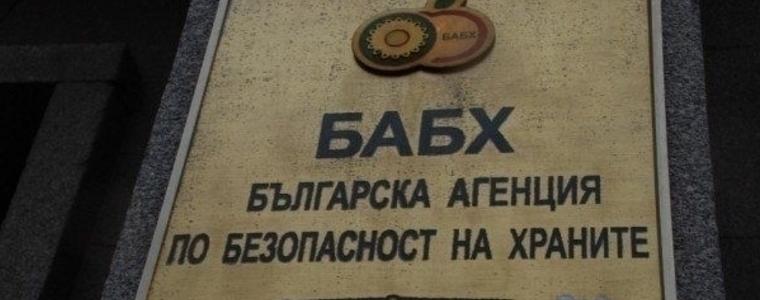 БАБХ
БАБХ
БЪЛГАРСКА АГЕНЦИЯ
ПО БЕЗОПАСНОСТ НА ХРАНИТЕ